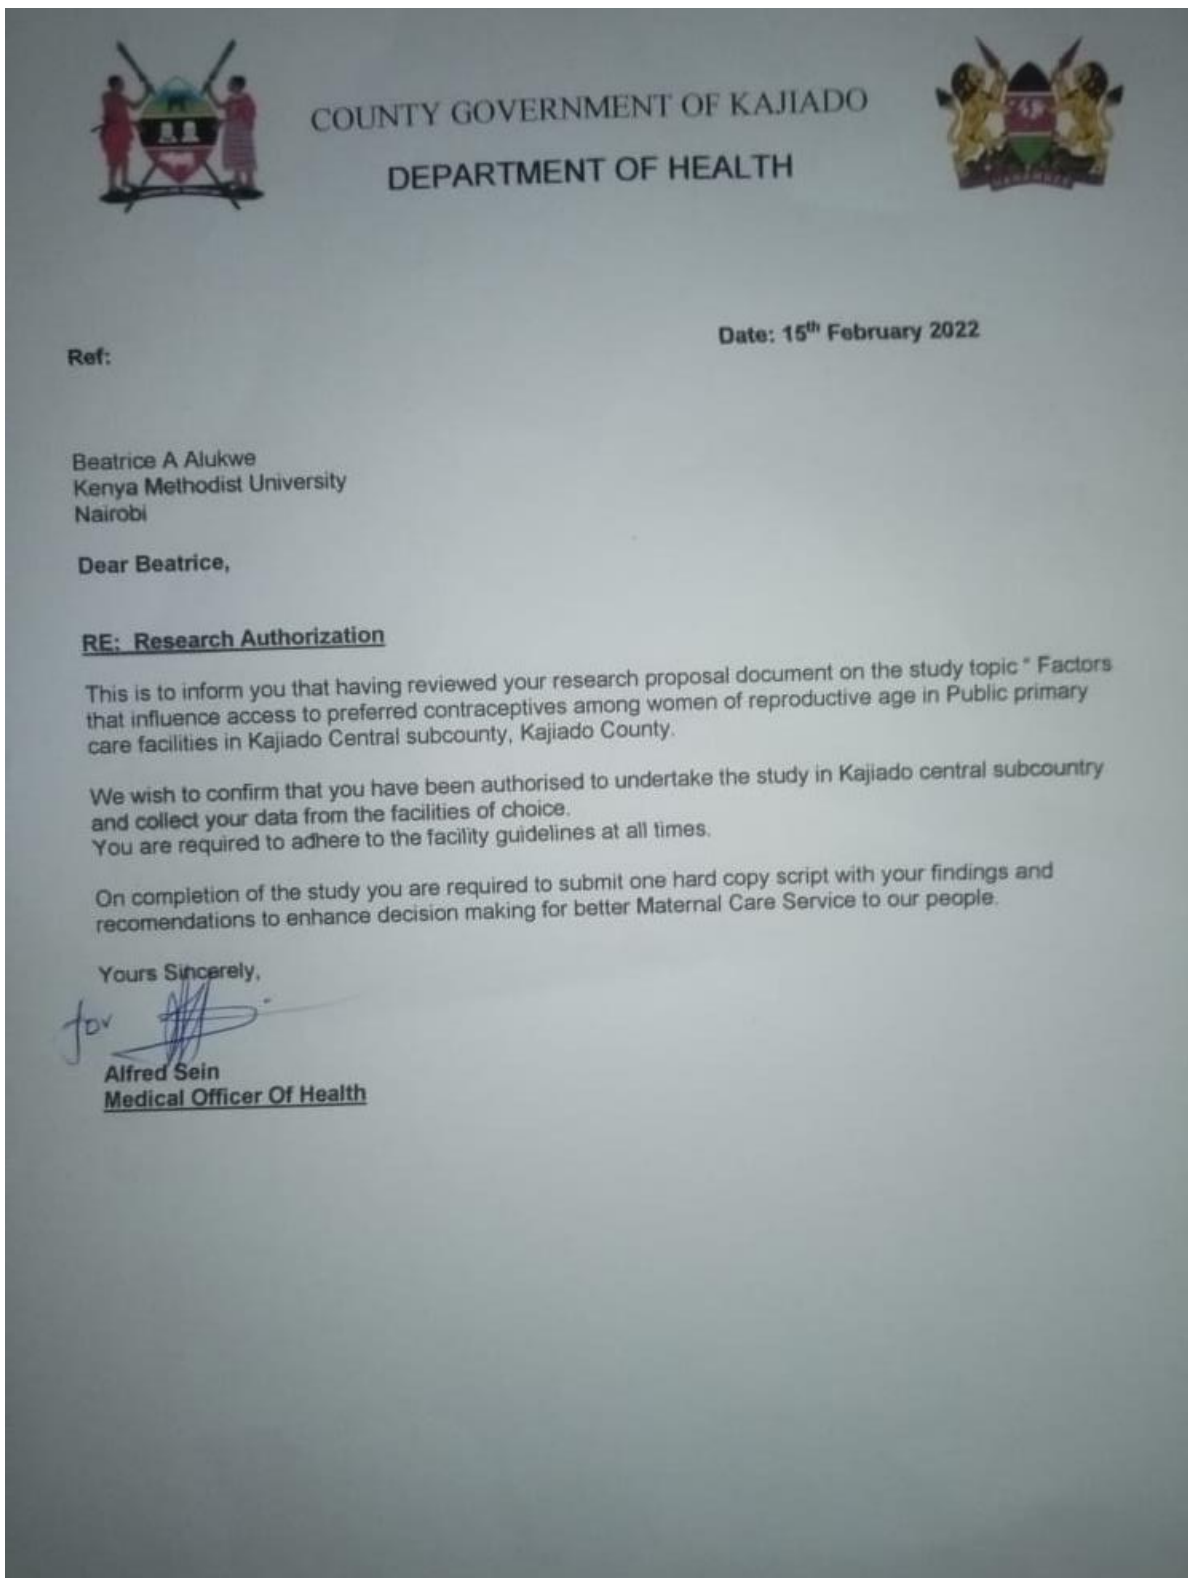 COUNTY GOVERNMENT OF KAJIADO
DEPARTMENT OF HEALTH
Date: 15th February 2022
Ref:
Beatrice A Alukwe
Kenya Methodist University
Nairobi
Dear Beatrice,
RE: Research Authorization
This is to inform you that having reviewed your research proposal document on the study topic " Factors
that influence access to preferred contraceptives among women of reproductive age in Public primary
care facilities in Kajiado Central subcounty, Kajiado County.
We wish to confirm that you have been authorised to undertake the study in Kajiado central subcountry
and collect your data from the facilities of choice.
You are required to adhere to the facility guidelines at all times.
On completion of the study you are required to submit one hard copy script with your findings and
recomendations to enhance decision making for better Maternal Care Service to our people.
Yours Sincerely,
for
Alfred Sein
Medical Officer Of Health